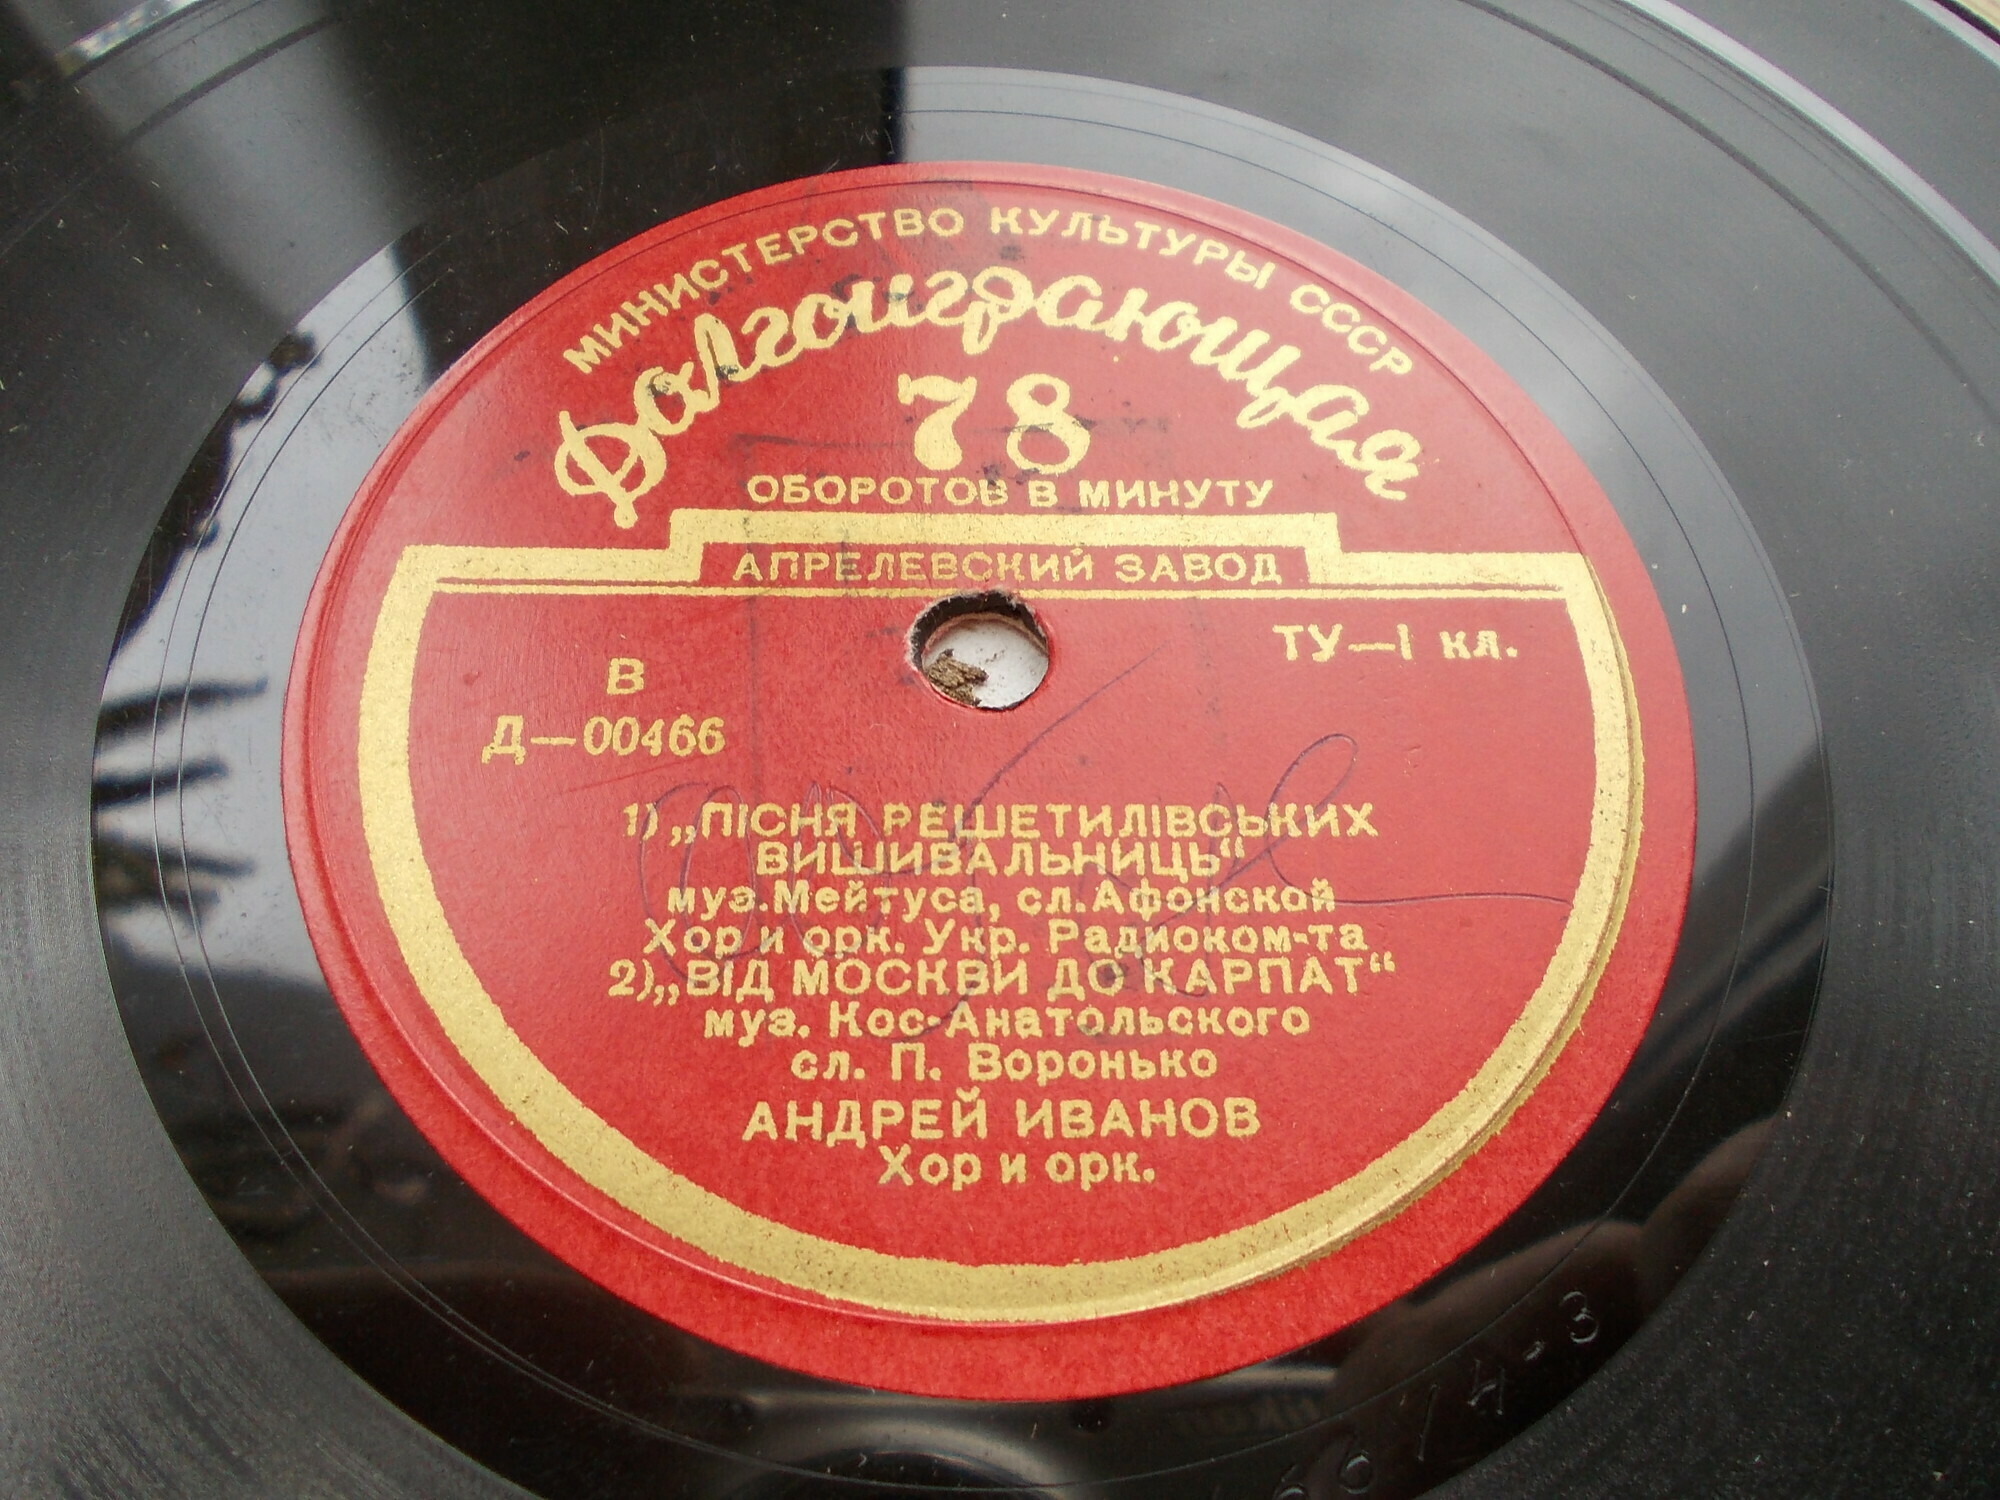 МИНИСТЕРСТВО КУЛЬТУРЫ СССР
Долгоиграющая
78
ОБОРОТОВ В МИНУТУ
АПРЕЛЕВСКИЙ ЗАВОД
ТУ—I кл.
В
Д—00466
1) „ПІСНЯ РЕШЕТИЛІВСЬКИХ
ВИШИВАЛЬНИЦЬ“
муз.Мейтуса, сл.Афонской
Хор и орк. Укр. Радиоком-та
2) „ВІД МОСКВИ ДО КАРПАТ“
муз. Кос-Анатольского
сл. П. Воронько
АНДРЕЙ ИВАНОВ
Хор и орк.